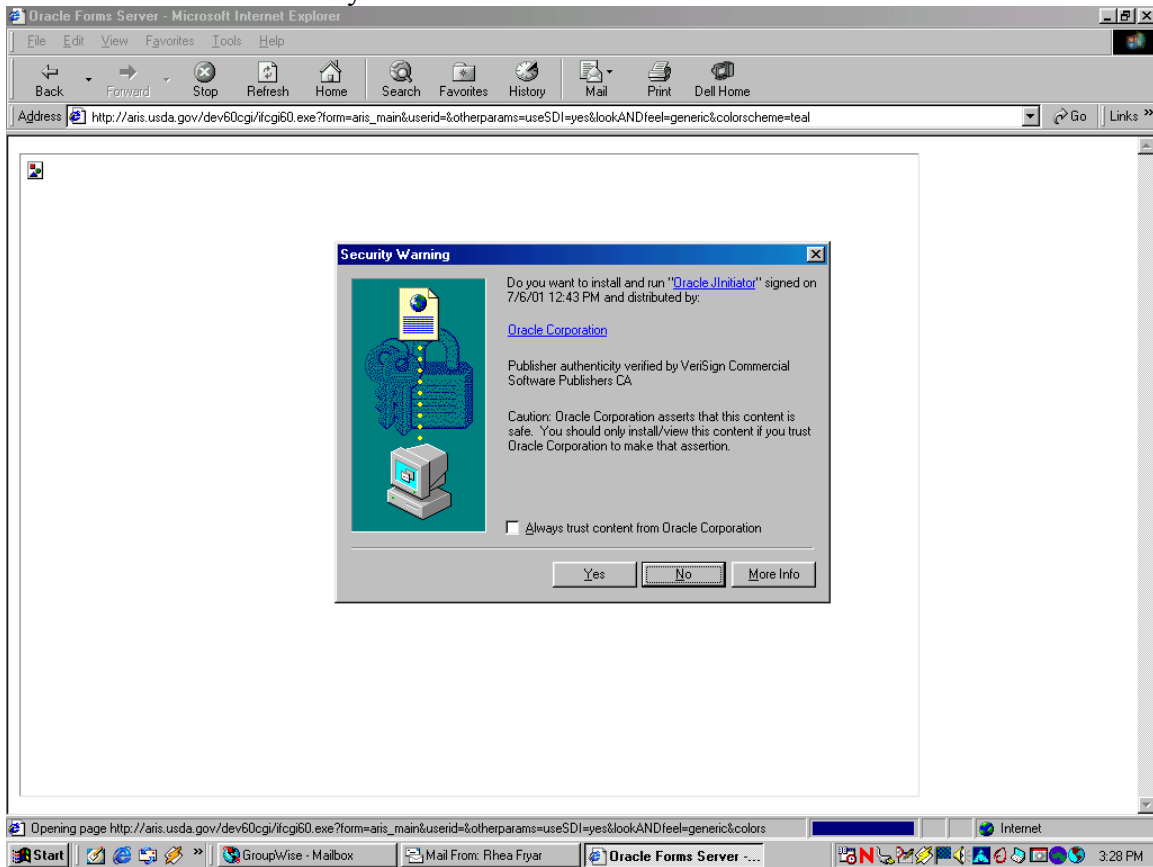 Oracle Forms Server - Microsoft Internet Explorer
File Edit View Favorites Tools Help
Back Forward Stop Refresh Home Search Favorites History Mail Print Dell Home
Address http://aris.usda.gov/dev60cgi/ifcgi60.exe?form=aris_main&userid=&otherparams=useSDI=yes&lookANDfeel=generic&colorscheme=teal Go Links »
Security Warning
Do you want to install and run "Oracle JInitiator" signed on
7/6/01 12:43 PM and distributed by:
Oracle Corporation
Publisher authenticity verified by VeriSign Commercial
Software Publishers CA
Caution: Oracle Corporation asserts that this content is
safe. You should only install/view this content if you trust
Oracle Corporation to make that assertion.
Always trust content from Oracle Corporation
Yes No More Info
Opening page http://aris.usda.gov/dev60cgi/ifcgi60.exe?form=aris_main&userid=&otherparams=useSDI=yes&lookANDfeel=generic&colors Internet
Start » GroupWise - Mailbox Mail From: Rhea Fryar Oracle Forms Server -... N 3:28 PM